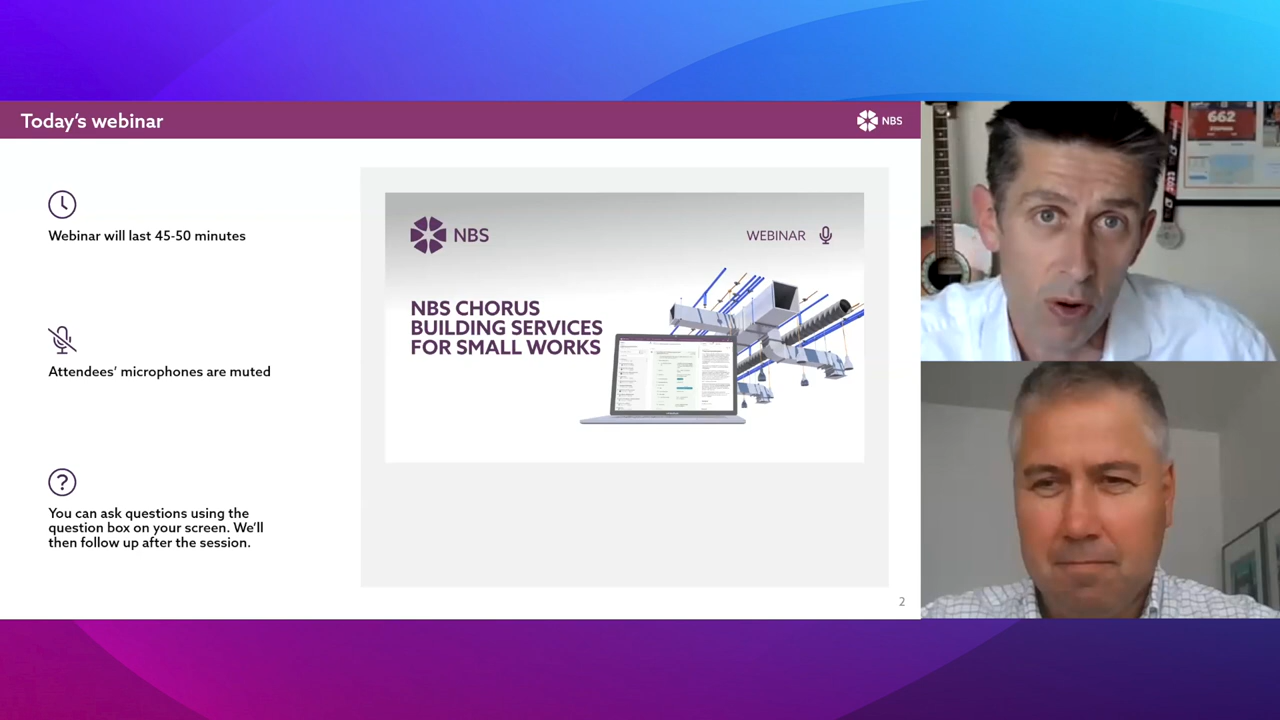 Today's webinar
NBS
Webinar will last 45-50 minutes
Attendees' microphones are muted
You can ask questions using the
question box on your screen. We'll
then follow up after the session.
NBS
WEBINAR
NBS CHORUS
BUILDING SERVICES
FOR SMALL WORKS
2
662